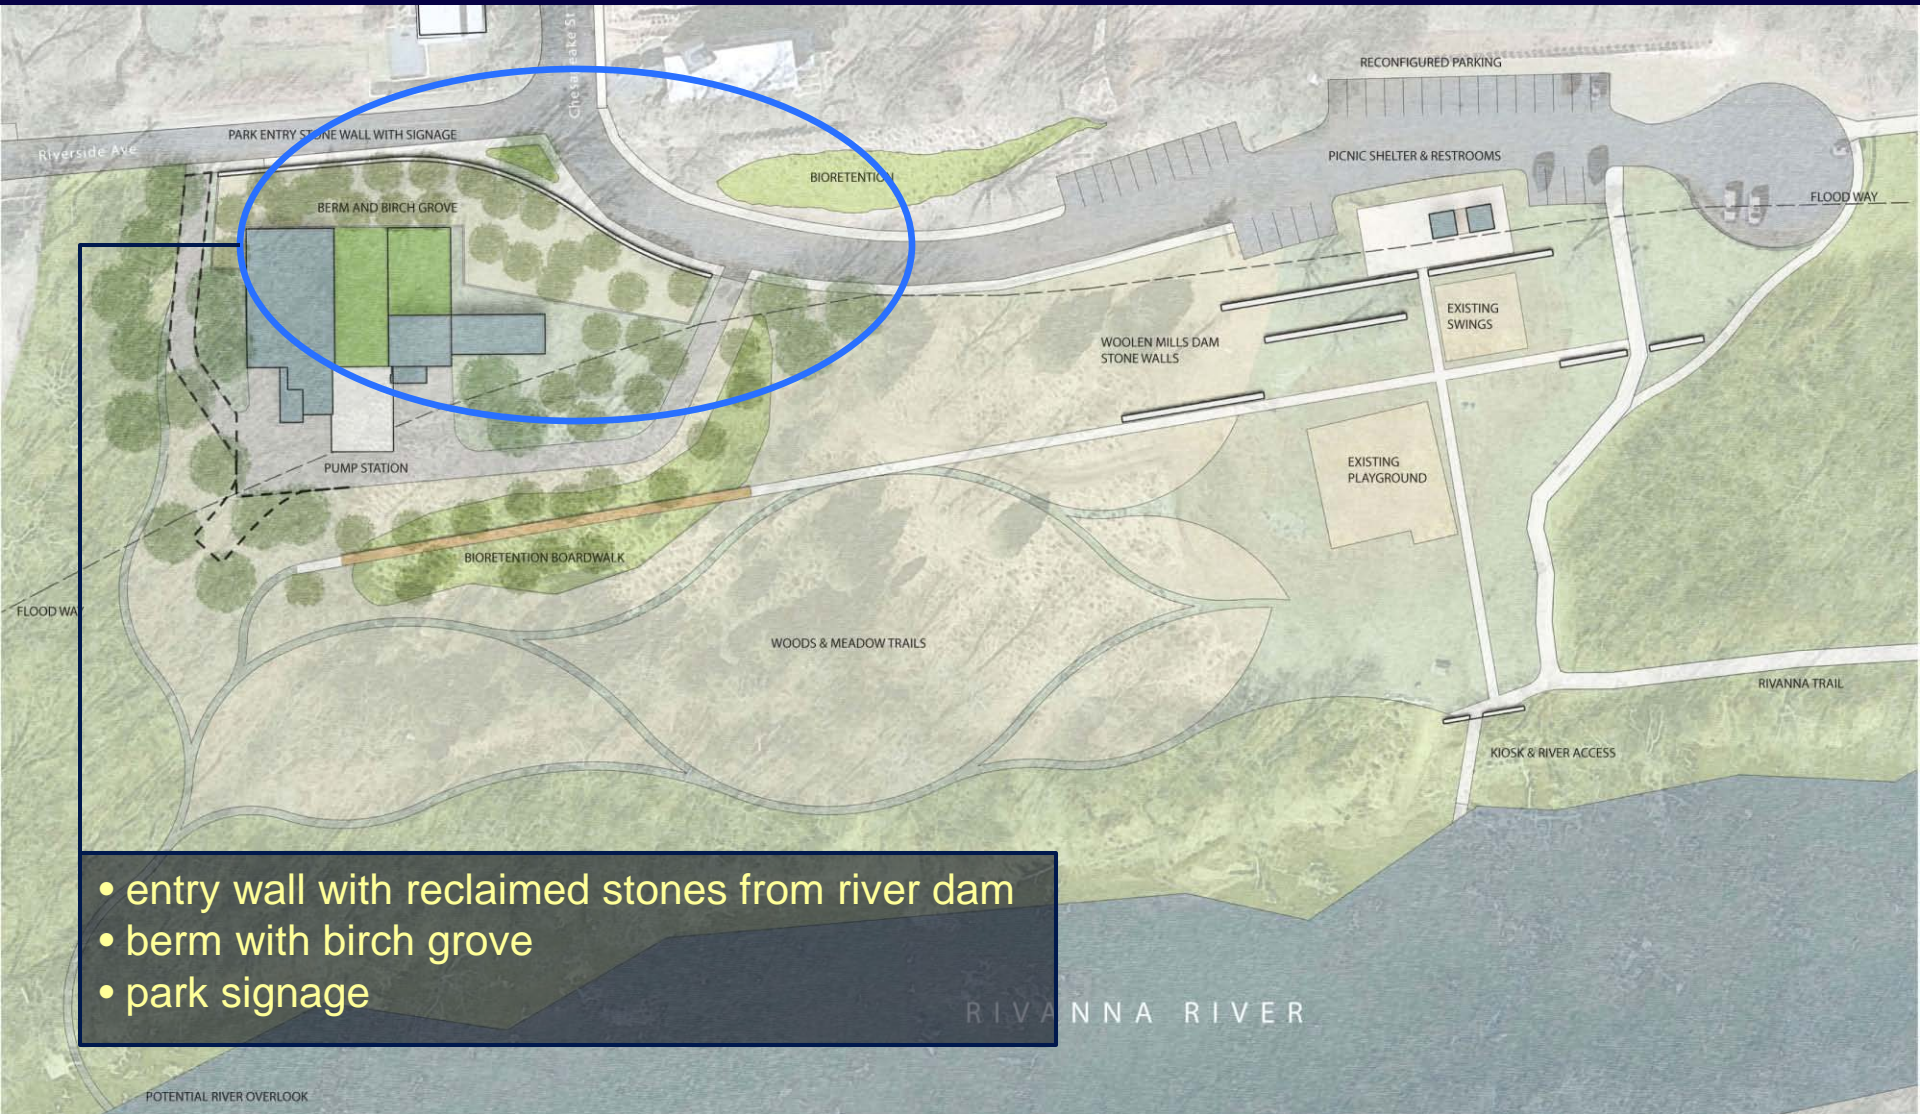 Chesapeake St
RECONFIGURED PARKING
PARK ENTRY STONE WALL WITH SIGNAGE
Riverside Ave
PICNIC SHELTER & RESTROOMS
BIORETENTION
FLOOD WAY
BERM AND BIRCH GROVE
EXISTING
SWINGS
WOOLEN MILLS DAM
STONE WALLS
PUMP STATION
EXISTING
PLAYGROUND
BIORETENTION BOARDWALK
FLOOD WAY
WOODS & MEADOW TRAILS
RIVANNA TRAIL
KIOSK & RIVER ACCESS
• entry wall with reclaimed stones from river dam
• berm with birch grove
• park signage
RIVANNA RIVER
POTENTIAL RIVER OVERLOOK